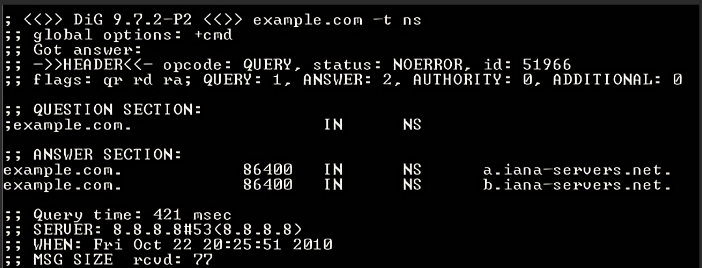 ; <<>> DiG 9.7.2-P2 <<>> example.com -t ns
;; global options: +cmd
;; Got answer:
;; ->>HEADER<<- opcode: QUERY, status: NOERROR, id: 51966
;; flags: qr rd ra; QUERY: 1, ANSWER: 2, AUTHORITY: 0, ADDITIONAL: 0
;; QUESTION SECTION:
;example.com. IN NS
;; ANSWER SECTION:
example.com. 86400 IN NS a.iana-servers.net.
example.com. 86400 IN NS b.iana-servers.net.
;; Query time: 421 msec
;; SERVER: 8.8.8.8#53(8.8.8.8)
;; WHEN: Fri Oct 22 20:25:51 2010
;; MSG SIZE rcvd: 77